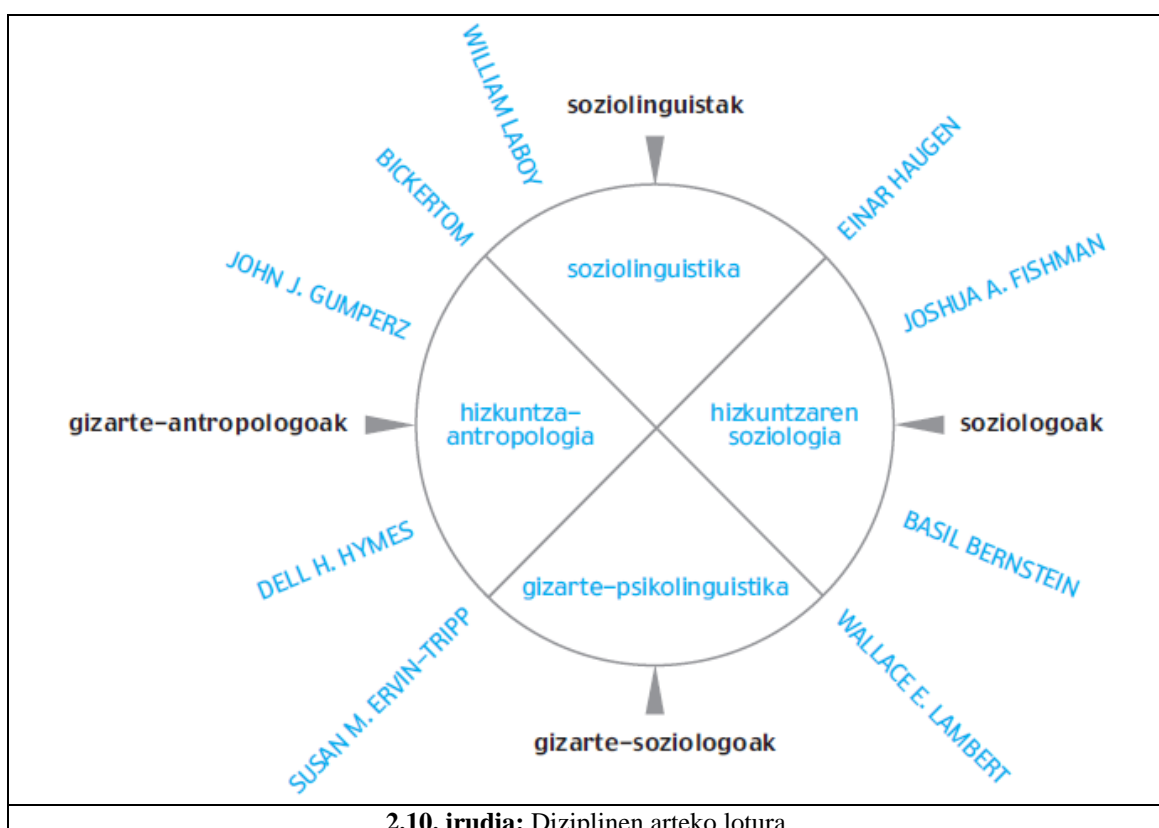 WILLIAM LABOY
soziolinguistak
BICKERTOM
EINAR HAUGEN
JOHN J. GUMPERZ
soziolinguistika
JOSHUA A. FISHMAN
gizarte-antropologoak
hizkuntza-
antropologia
hizkuntzaren
soziologia
soziologoak
DELL H. HYMES
BASIL BERNSTEIN
gizarte-psikolinguistika
SUSAN M. ERVIN-TRIPP
WALLACE E. LAMBERT
gizarte-soziologoak
2.10. irudia: Diziplinen arteko lotura